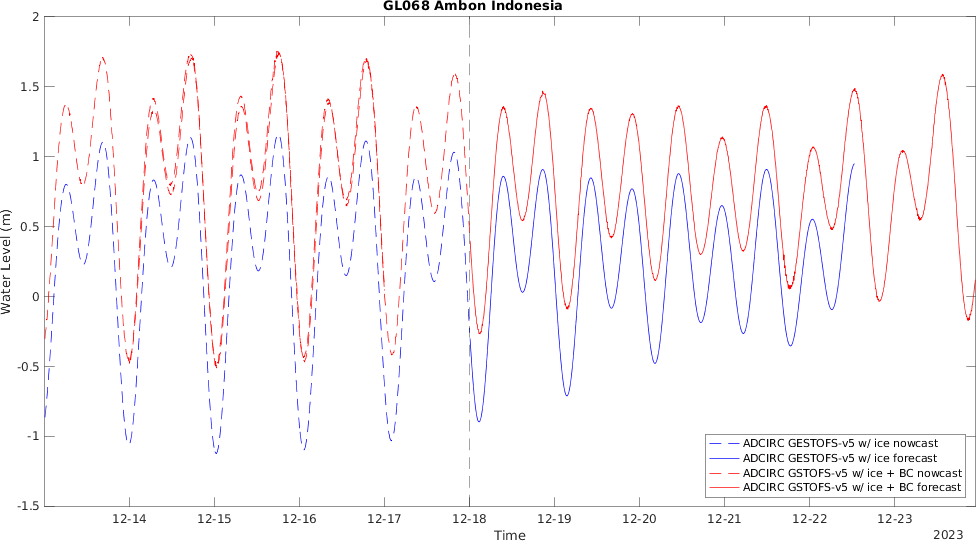 GL068 Ambon Indonesia
2
1.5
1
0.5
0
-0.5
-1
-1.5
Water Level (m)
ADCIRC GESTOFS-v5 w/ ice nowcast
ADCIRC GESTOFS-v5 w/ ice forecast
ADCIRC GSTOFS-v5 w/ ice + BC nowcast
ADCIRC GSTOFS-v5 w/ ice + BC forecast
12-14 12-15 12-16 12-17 12-18 12-19 12-20 12-21 12-22 12-23
Time
2023